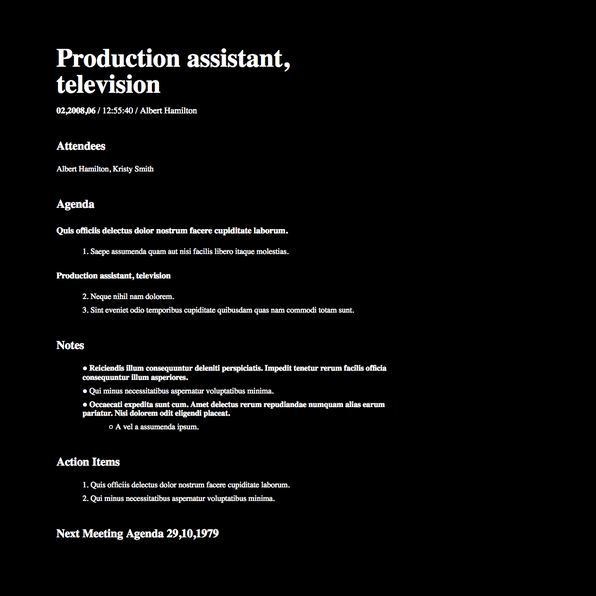 Production assistant,
television
02,2008,06 / 12:55:40 / Albert Hamilton
Attendees
Albert Hamilton, Kristy Smith
Agenda
Quis officiis delectus dolor nostrum facere cupiditate laborum.
1. Saepe assumenda quam aut nisi facilis libero itaque molestias.
Production assistant, television
2. Neque nihil nam dolorem.
3. Sint eveniet odio temporibus cupiditate quibusdam quas nam commodi totam sunt.
Notes
● Reiciendis illum consequuntur deleniti perspiciatis. Impedit tenetur rerum facilis officia
consequuntur illum asperiores.
● Qui minus necessitatibus aspernatur voluptatibus minima.
● Occaecati expedita sunt cum. Amet delectus rerum repudiandae numquam alias earum
pariatur. Nisi dolorem odit eligendi placeat.
○ A vel a assumenda ipsum.
Action Items
1. Quis officiis delectus dolor nostrum facere cupiditate laborum.
2. Qui minus necessitatibus aspernatur voluptatibus minima.
Next Meeting Agenda 29,10,1979